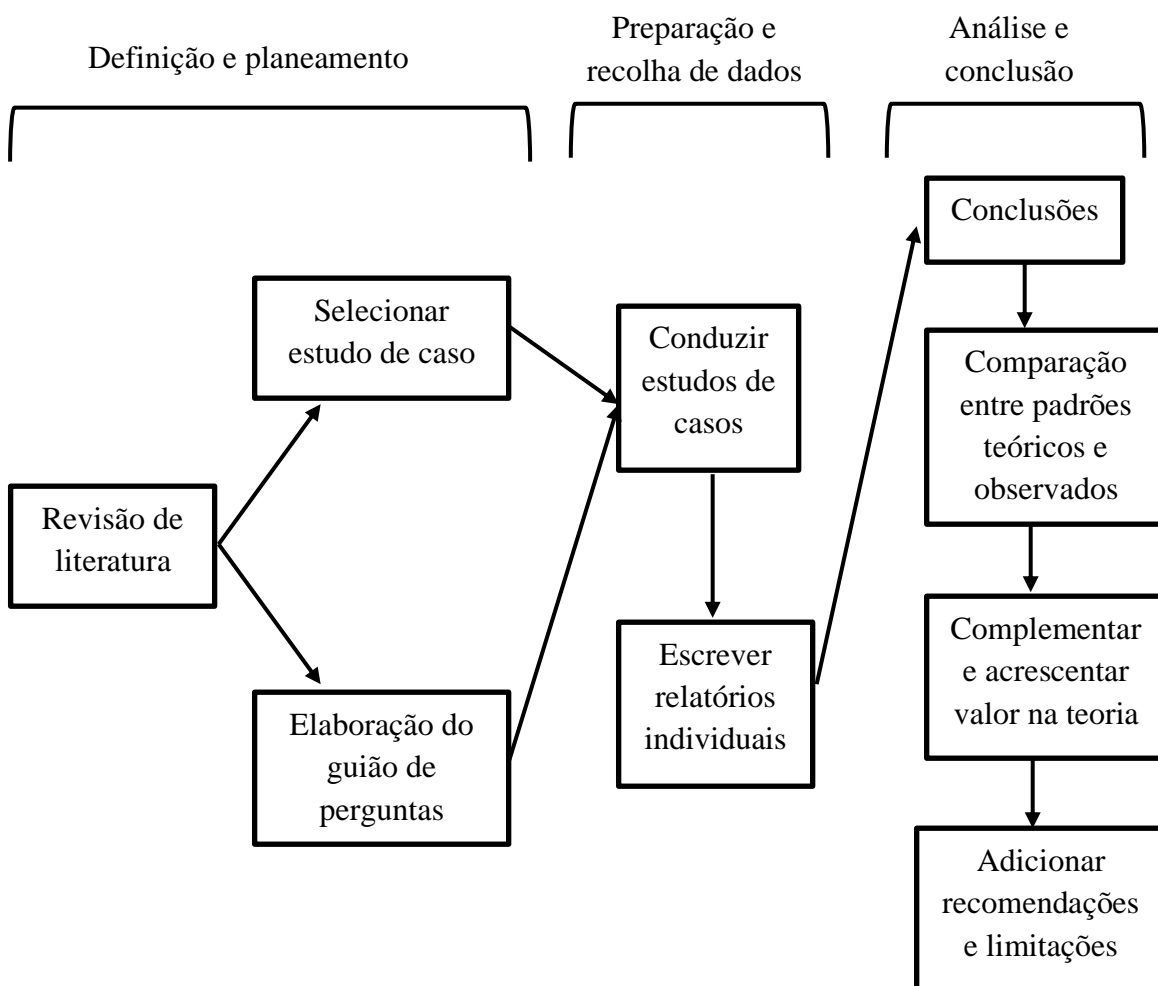 Definição e planeamento
Preparação e
recolha de dados
Análise e
conclusão
Revisão de
literatura
Selecionar
estudo de caso
Elaboração do
guião de
perguntas
Conduzir
estudos de
casos
Escrever
relatórios
individuais
Conclusões
Comparação
entre padrões
teóricos e
observados
Complementar
e acrescentar
valor na teoria
Adicionar
recomendações
e limitações